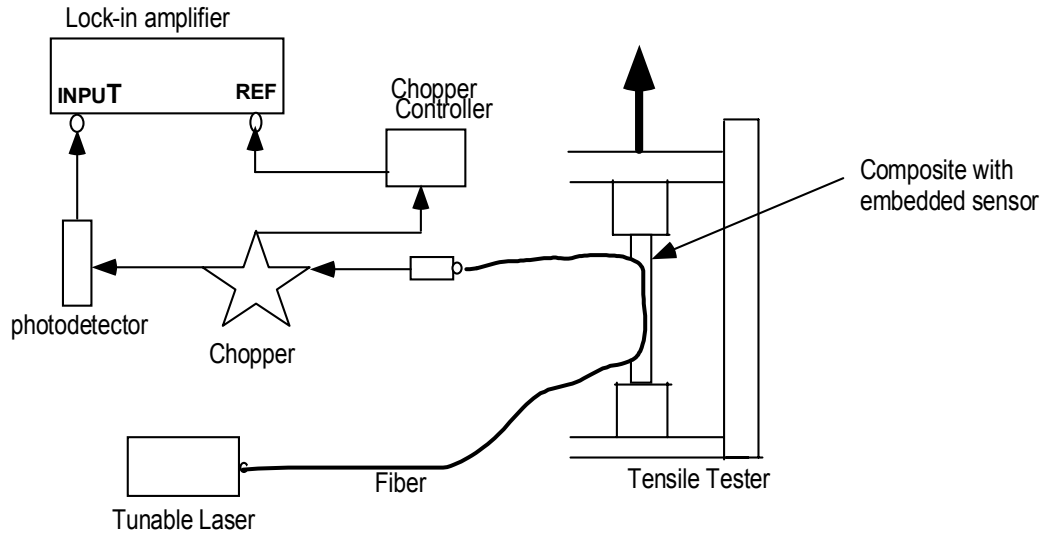 Lock-in amplifier
INPUT
REF
Chopper
Controller
Composite with
embedded sensor
photodetector
Chopper
Fiber
Tensile Tester
Tunable Laser